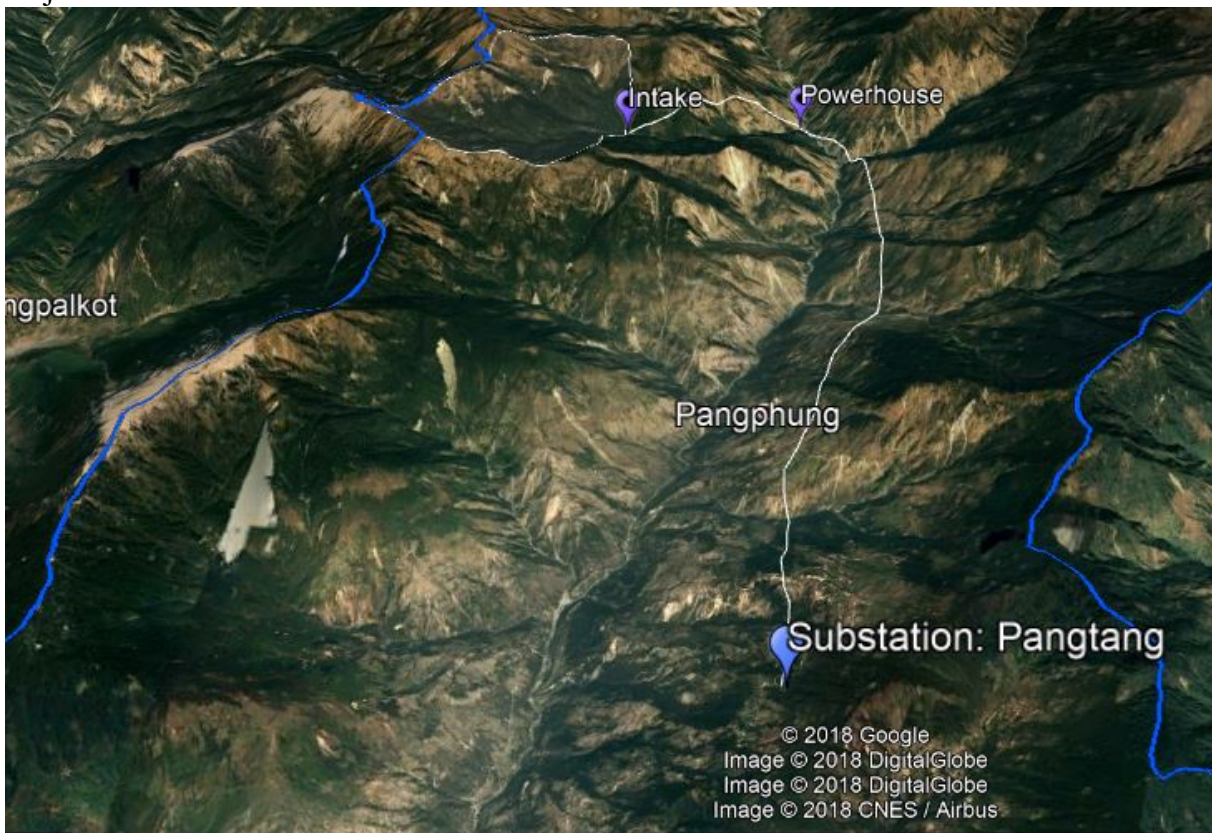 Intake
Powerhouse
ngpalkot
Pangphung
Substation: Pangtang
© 2018 Google
Image © 2018 DigitalGlobe
Image © 2018 DigitalGlobe
Image © 2018 CNES / Airbus